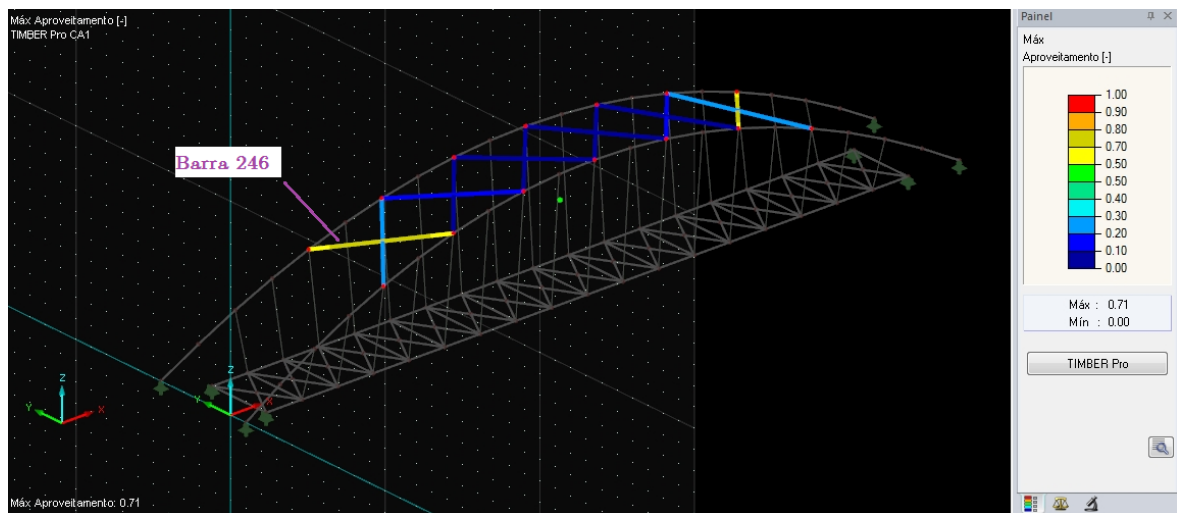 Máx Aproveitamento [-]
TIMBER Pro CA1
Barra 246
Z
Y
X
Z
Y
X
Máx Aproveitamento: 0.71
Painel
Máx
Aproveitamento [-]
1.00
0.90
0.80
0.70
0.50
0.50
0.40
0.30
0.20
0.10
0.00
Máx : 0.71
Mín : 0.00
TIMBER Pro